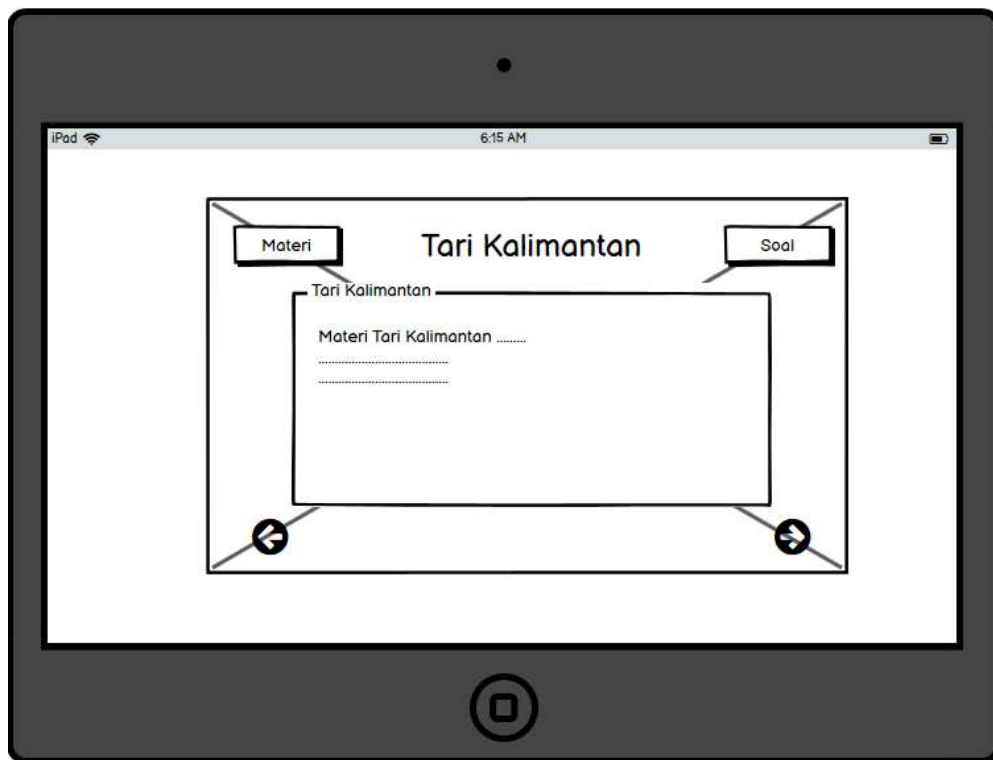 iPad
6:15 AM
Materi
Tari Kalimantan
Soal
Tari Kalimantan
Materi Tari Kalimantan .........
.......................................
.......................................